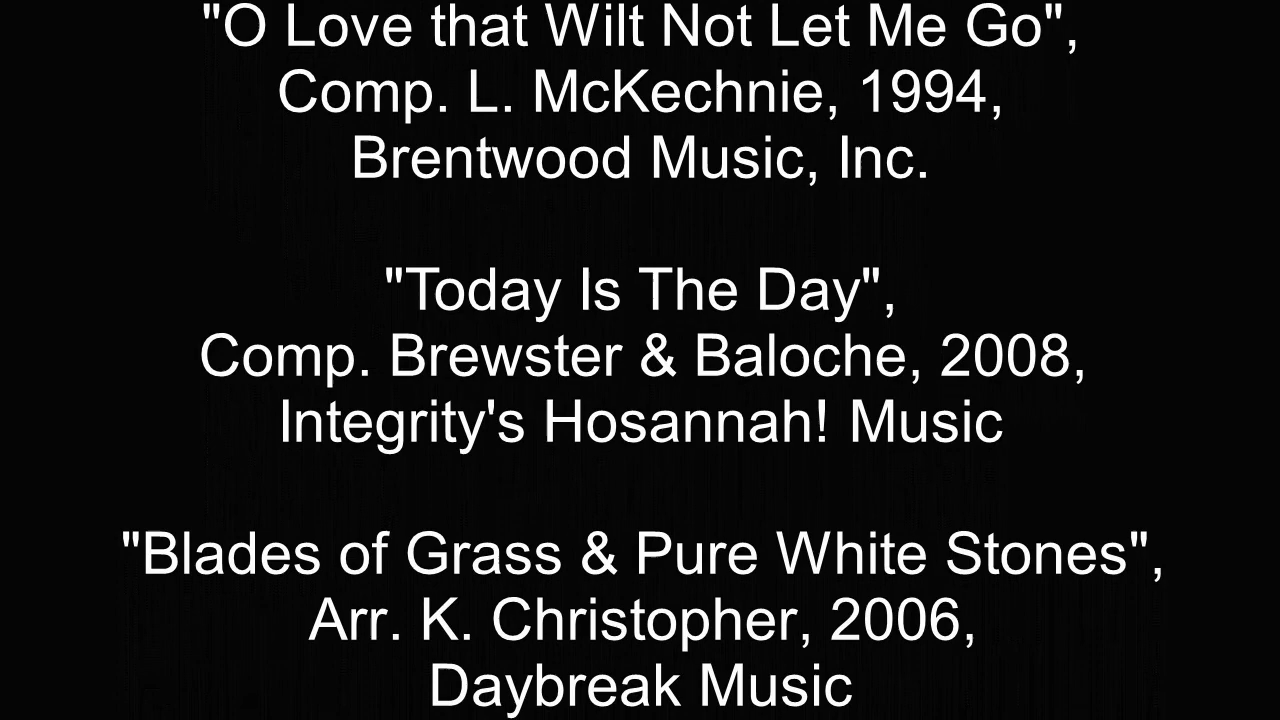 "O Love that Wilt Not Let Me Go",
Comp. L. McKechnie, 1994,
Brentwood Music, Inc.
"Today Is The Day",
Comp. Brewster & Baloche, 2008,
Integrity's Hosannah! Music
"Blades of Grass & Pure White Stones",
Arr. K. Christopher, 2006,
Daybreak Music